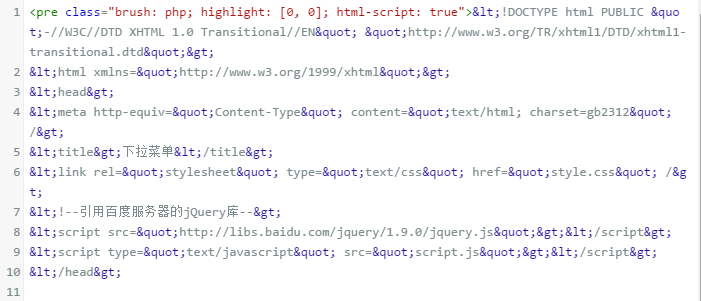 1 <pre class="brush: php; highlight: [0, 0]; html-script: true">&lt;!DOCTYPE html PUBLIC &quo
t;-//W3C//DTD XHTML 1.0 Transitional//EN&quot; &quot;http://www.w3.org/TR/xhtml1/DTD/xhtml1-
transitional.dtd&quot;&gt;
2 &lt;html xmlns=&quot;http://www.w3.org/1999/xhtml&quot;&gt;
3 &lt;head&gt;
4 &lt;meta http-equiv=&quot;Content-Type&quot; content=&quot;text/html; charset=gb2312&quot;
/&gt;
5 &lt;title&gt;下拉菜单&lt;/title&gt;
6 &lt;link rel=&quot;stylesheet&quot; type=&quot;text/css&quot; href=&quot;style.css&quot; /&g
t;
7 &lt;!--引用百度服务器的jQuery库--&gt;
8 &lt;script src=&quot;http://libs.baidu.com/jquery/1.9.0/jquery.js&quot;&gt;&lt;/script&gt;
9 &lt;script type=&quot;text/javascript&quot; src=&quot;script.js&quot;&gt;&lt;/script&gt;
10 &lt;/head&gt;
11